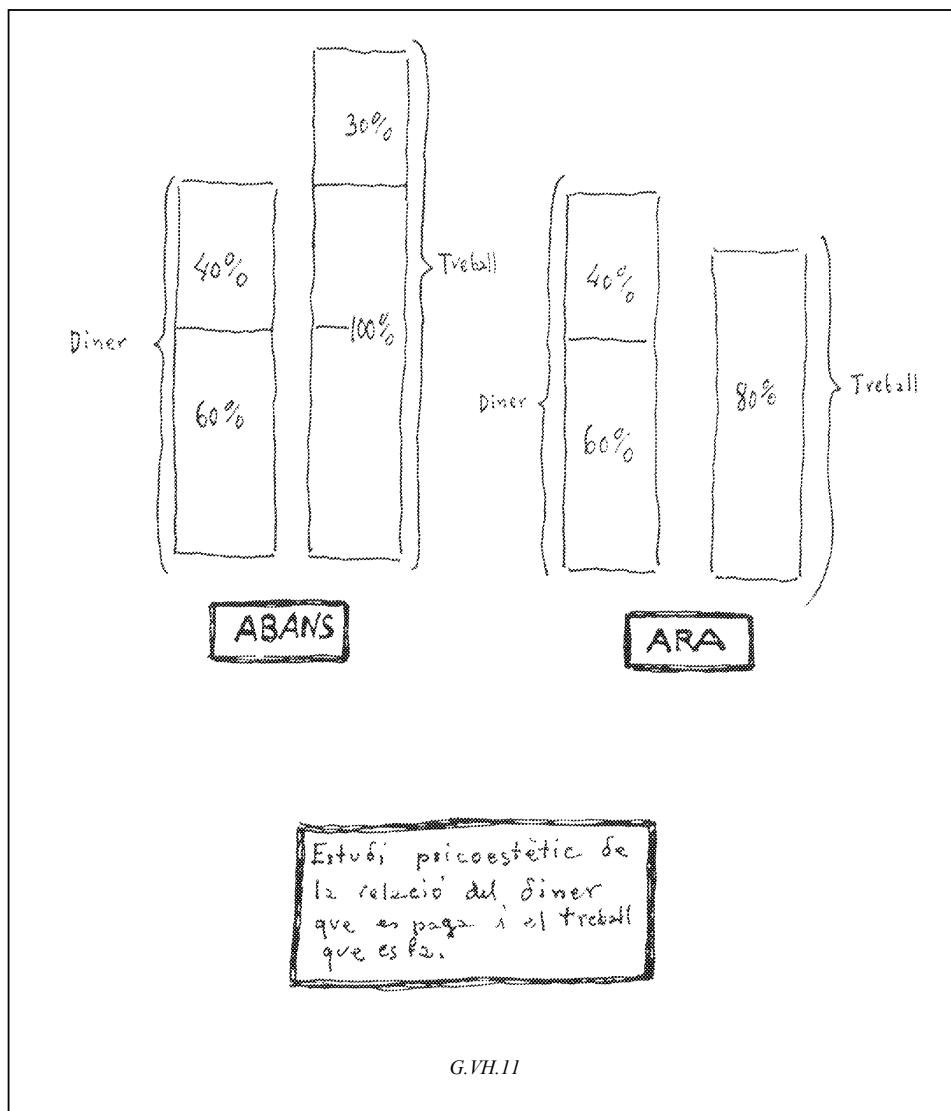 30%
40%
Treball
Diner
100%
60%
40%
Diner
80%
Treball
60%
ABANS
ARA
Estudi psicoestètic de
la relació del diner
que es paga i el treball
que es fa.
G.VH.11